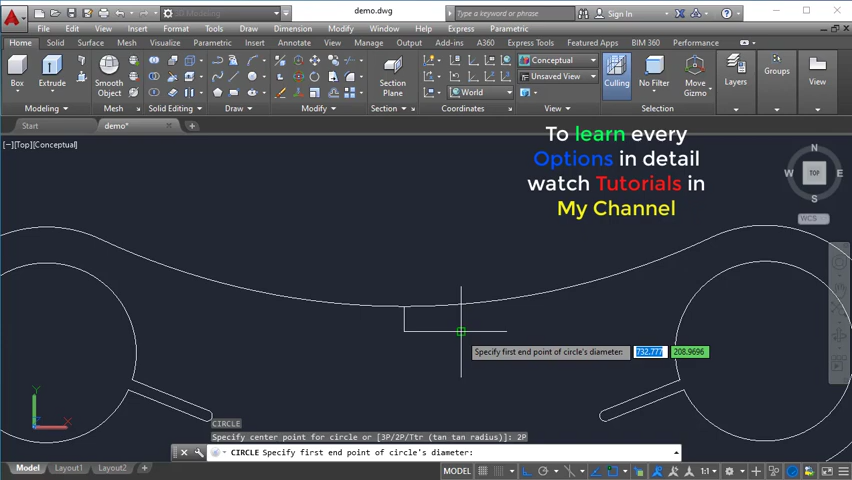 demo.dwg
Type a keyword or phrase
Sign In
File Edit View Insert Format Tools Draw Dimension Modify Window Help Express Parametric
Home Solid Surface Mesh Visualize Parametric Insert Annotate View Manage Output Add-ins A360 Express Tools Featured Apps BIM 360 Performance
Box
Extrude
Smooth
Object
Section
Plane
World
Conceptual
Unsaved View
Culling
No Filter
Move
Gizmo
Layers
Groups
View
Modeling
Mesh
Solid Editing
Draw
Modify
Section
Coordinates
View
Selection
Start
demo*
[−][Top][Conceptual]
To learn every
Options in detail
watch Tutorials in
My Channel
N
W TOP E
S
WCS
Specify first end point of circle's diameter: 732.777 208.9696
Y
X
CIRCLE
Specify center point for circle or [3P/2P/Ttr (tan tan radius)]: 2P
CIRCLE Specify first end point of circle's diameter:
Model Layout1 Layout2 +
MODEL
1:1